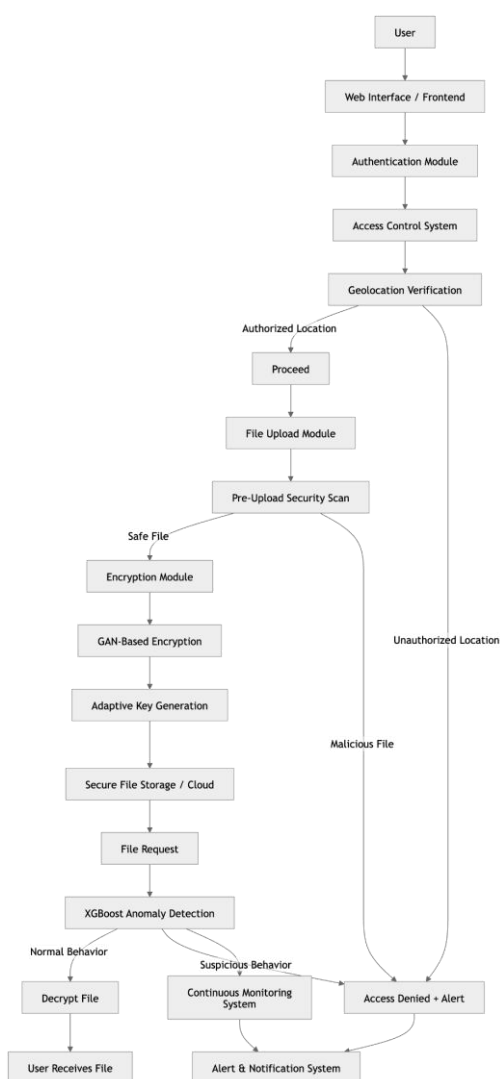 User
Web Interface / Frontend
Authentication Module
Access Control System
Geolocation Verification
Authorized Location
Proceed
File Upload Module
Pre-Upload Security Scan
Safe File
Encryption Module
GAN-Based Encryption
Unauthorized Location
Adaptive Key Generation
Malicious File
Secure File Storage / Cloud
File Request
XGBoost Anomaly Detection
Normal Behavior
Suspicious Behavior
Decrypt File
Continuous Monitoring
System
Access Denied + Alert
User Receives File
Alert & Notification System